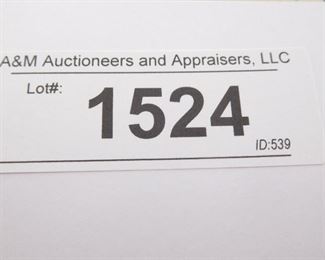 A&M Auctioneers and Appraisers, LLC
Lot#:
1524
ID:539